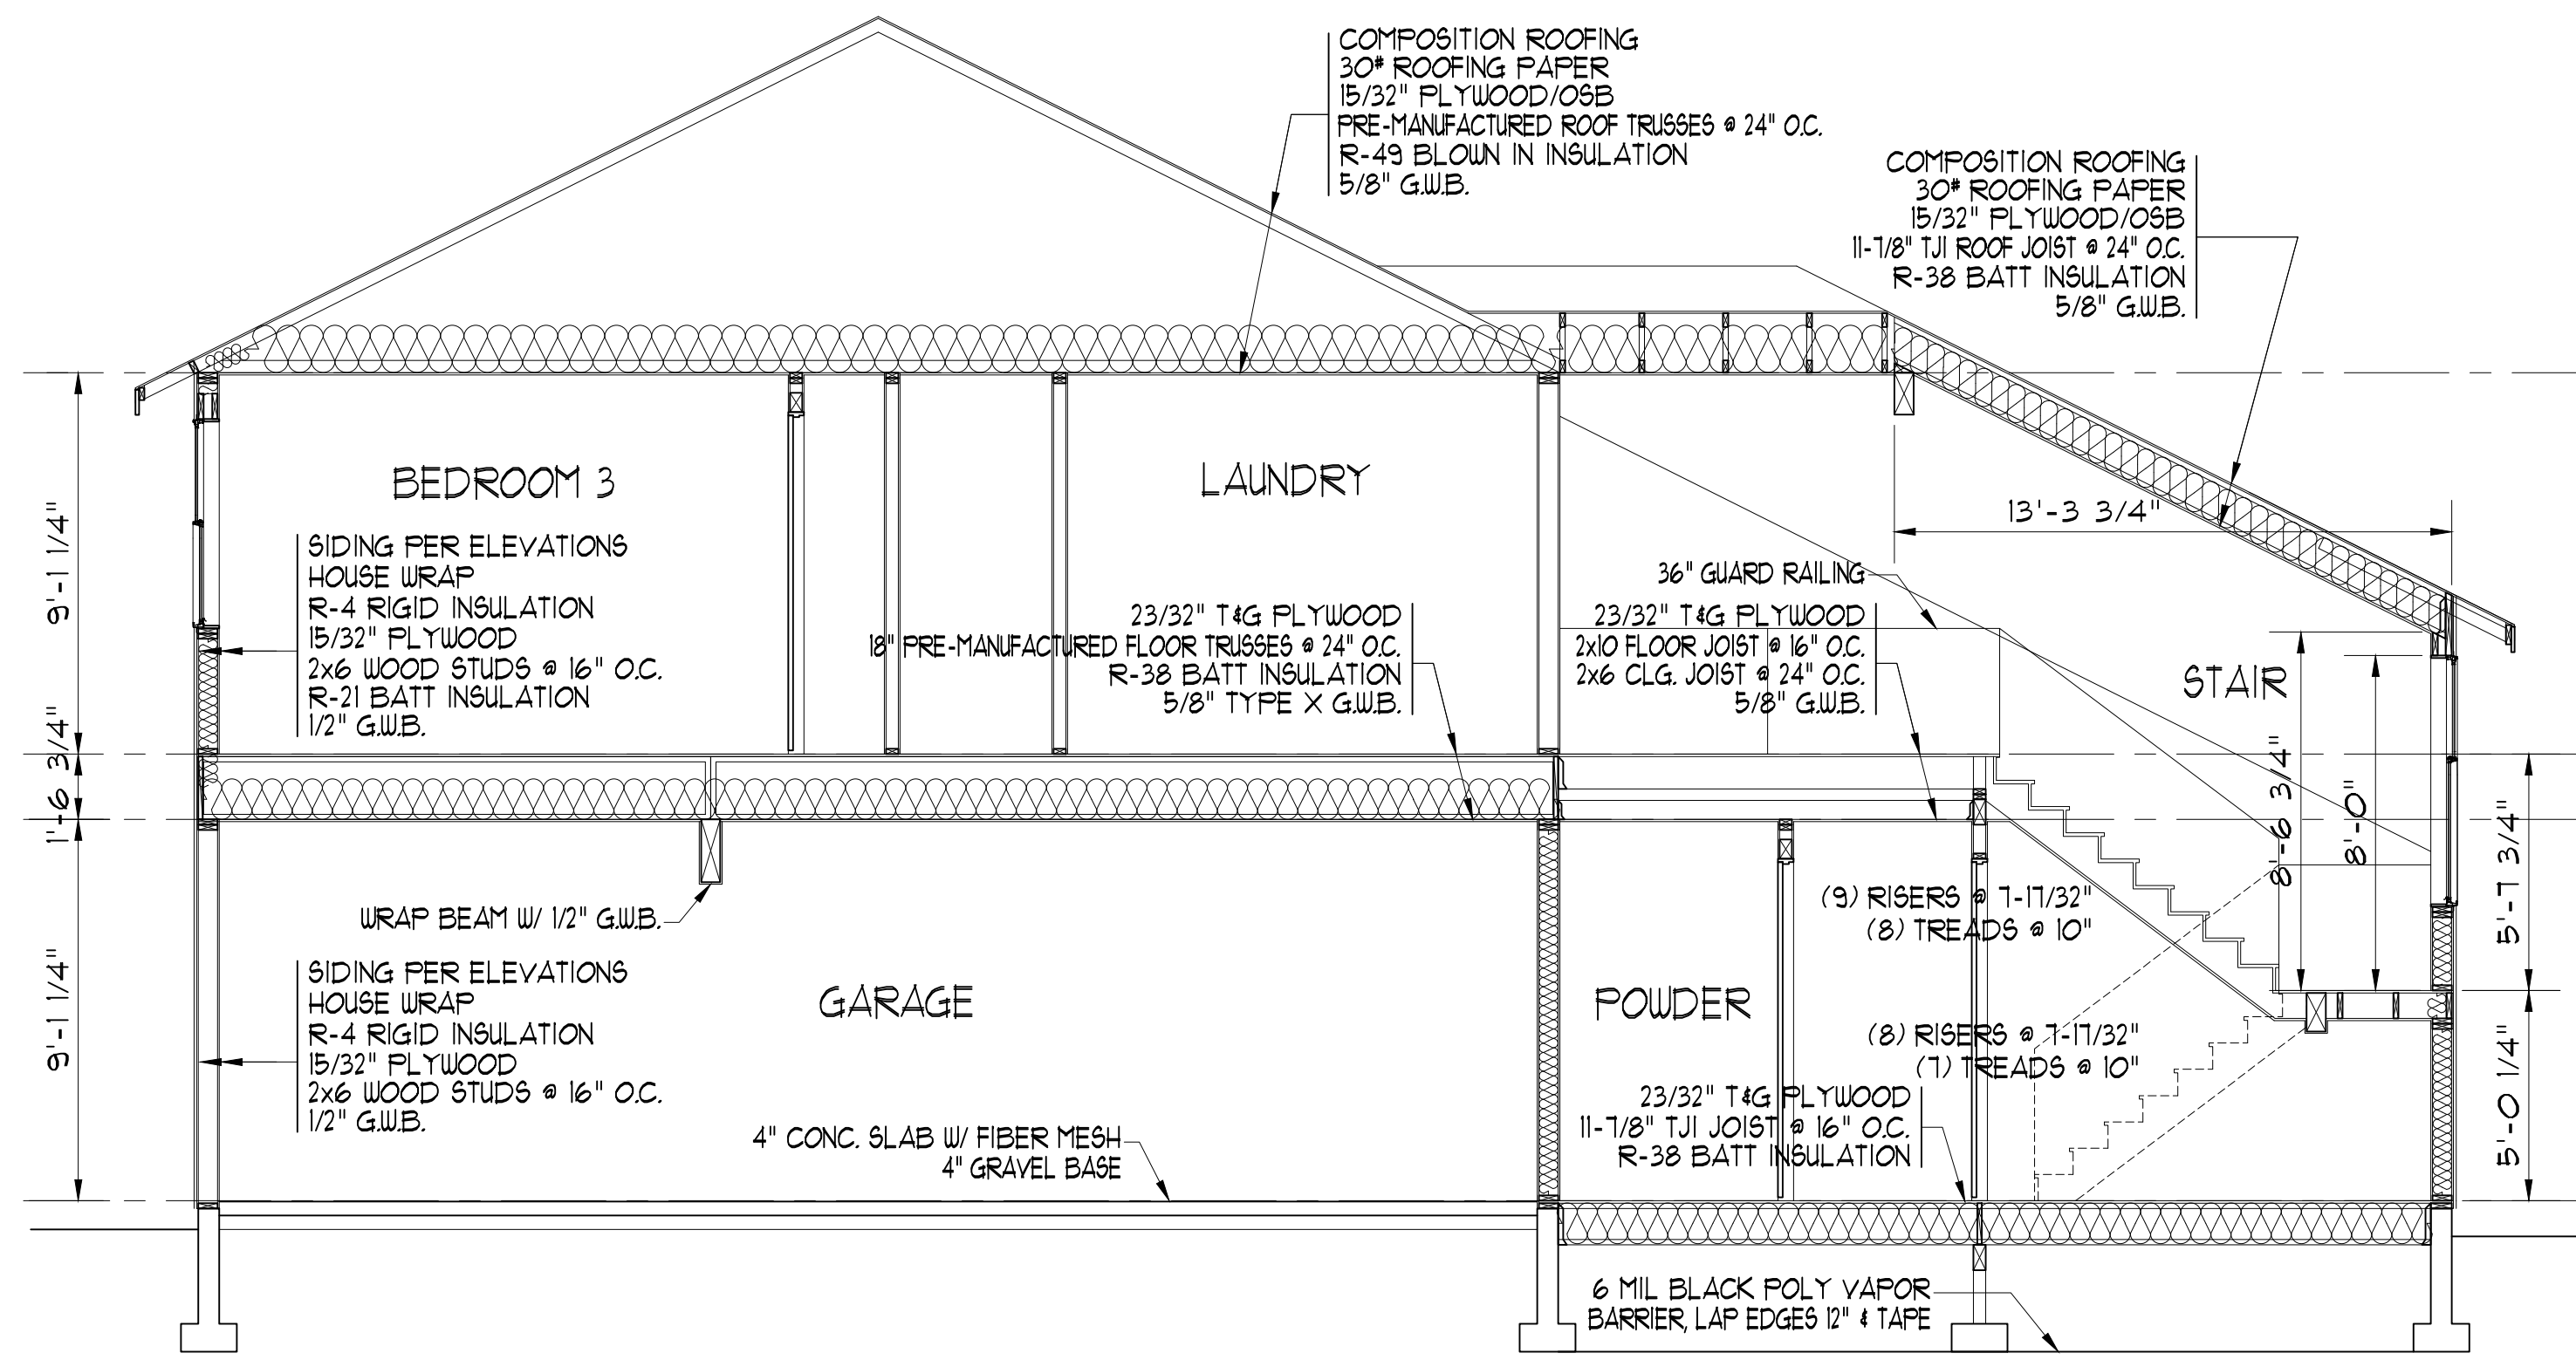 COMPOSITION ROOFING
30# ROOFING PAPER
15/32" PLYWOOD/OSB
PRE-MANUFACTURED ROOF TRUSSES @ 24" O.C.
R-49 BLOWN IN INSULATION
5/8" G.W.B.
COMPOSITION ROOFING
30# ROOFING PAPER
15/32" PLYWOOD/OSB
11-7/8" TJI ROOF JOIST @ 24" O.C.
R-38 BATT INSULATION
5/8" G.W.B.
BEDROOM 3
LAUNDRY
13'-3 3/4"
9'-1 1/4"
SIDING PER ELEVATIONS
HOUSE WRAP
R-4 RIGID INSULATION
15/32" PLYWOOD
2x6 WOOD STUDS @ 16" O.C.
R-21 BATT INSULATION
1/2" G.W.B.
23/32" T&G PLYWOOD
18" PRE-MANUFACTURED FLOOR TRUSSES @ 24" O.C.
R-38 BATT INSULATION
5/8" TYPE X G.W.B.
36" GUARD RAILING
23/32" T&G PLYWOOD
2x10 FLOOR JOIST @ 16" O.C.
2x6 CLG. JOIST @ 24" O.C.
5/8" G.W.B.
STAIR
1'-6 3/4"
8'-6 3/4"
8'-0"
5'-7 3/4"
WRAP BEAM W/ 1/2" G.W.B.
(9) RISERS @ 7-17/32"
(8) TREADS @ 10"
9'-1 1/4"
SIDING PER ELEVATIONS
HOUSE WRAP
R-4 RIGID INSULATION
15/32" PLYWOOD
2x6 WOOD STUDS @ 16" O.C.
1/2" G.W.B.
GARAGE
POWDER
(8) RISERS @ 7-17/32"
(7) TREADS @ 10"
5'-0 1/4"
4" CONC. SLAB W/ FIBER MESH
4" GRAVEL BASE
23/32" T&G PLYWOOD
11-7/8" TJI JOIST @ 16" O.C.
R-38 BATT INSULATION
6 MIL BLACK POLY VAPOR
BARRIER, LAP EDGES 12" & TAPE